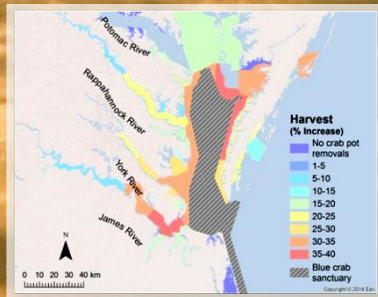 Potomac River
Rappahannock River
York River
James River
N
0 10 20 30 40 km
Harvest
(% Increase)
No crab pot
removals
1-5
5-10
10-15
15-20
20-25
25-30
30-35
35-40
Blue crab
sanctuary
Copyright © 2014 Esri